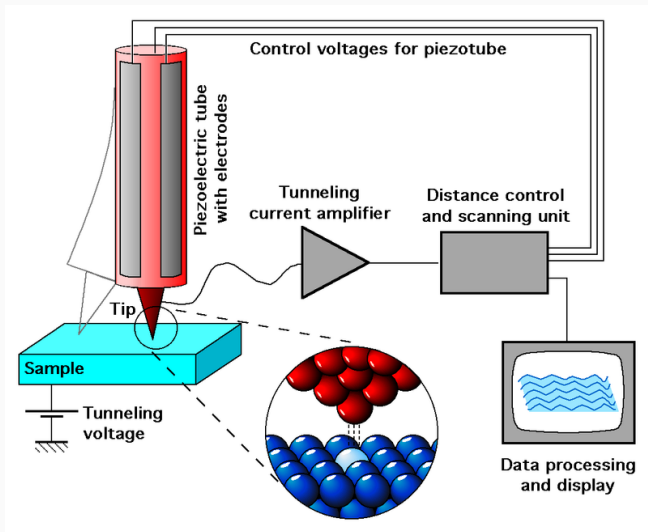 Control voltages for piezotube
Piezoelectric tube
with electrodes
Tunneling
current amplifier
Distance control
and scanning unit
Tip
Sample
Tunneling
voltage
Data processing
and display